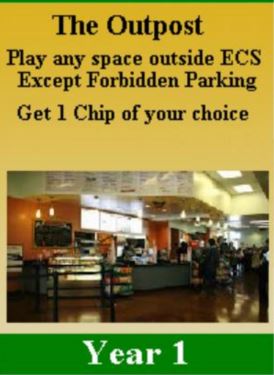 The Outpost
Play any space outside ECS
Except Forbidden Parking
Get 1 Chip of your choice
Year 1